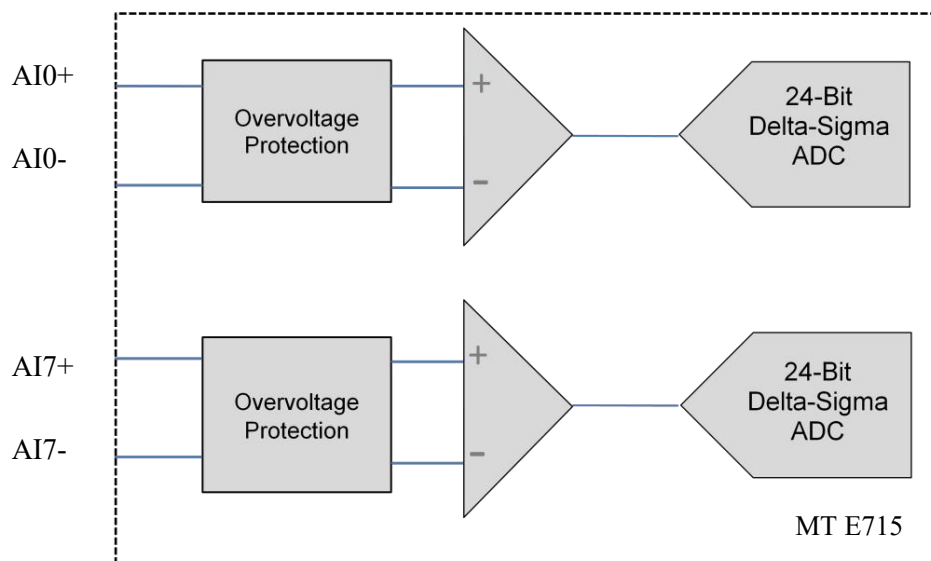 AI0+
AI0-
Overvoltage
Protection
+
−
24-Bit
Delta-Sigma
ADC
AI7+
AI7-
Overvoltage
Protection
+
−
24-Bit
Delta-Sigma
ADC
MT E715